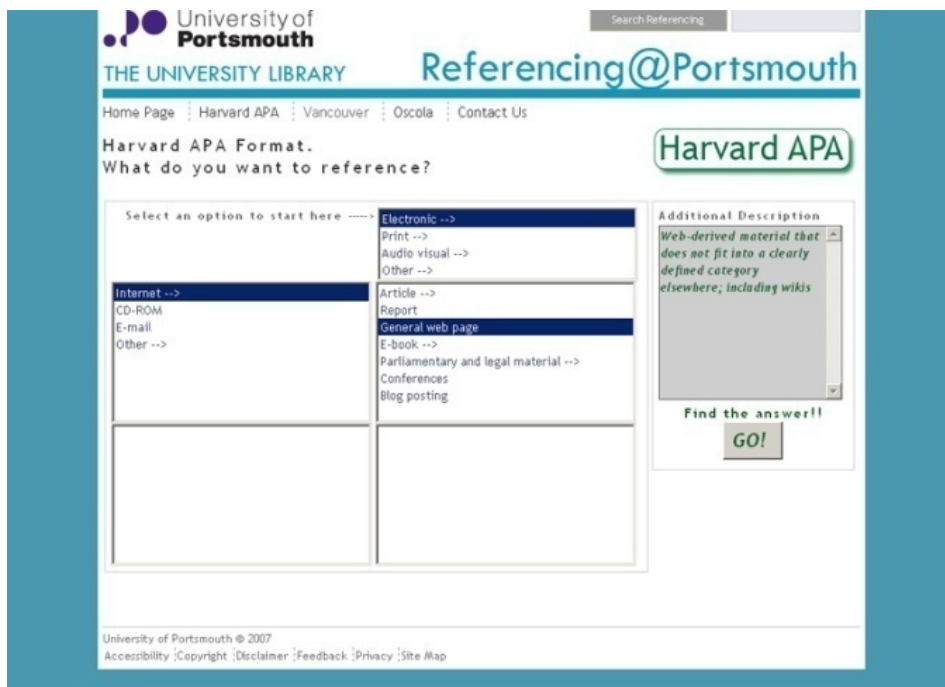 University of
Portsmouth
Search Referencing
THE UNIVERSITY LIBRARY
Referencing@Portsmouth
Home Page Harvard APA Vancouver Oscola Contact Us
Harvard APA Format.
What do you want to reference?
Harvard APA
Select an option to start here ----->
Electronic -->
Print -->
Audio visual -->
Other -->
Internet -->
CD-ROM
E-mail
Other -->
Article -->
Report
General web page
E-book -->
Parliamentary and legal material -->
Conferences
Blog posting
Additional Description
Web-derived material that
does not fit into a clearly
defined category
elsewhere; including wikis
Find the answer!!
GO!
University of Portsmouth © 2007
Accessibility Copyright Disclaimer Feedback Privacy Site Map